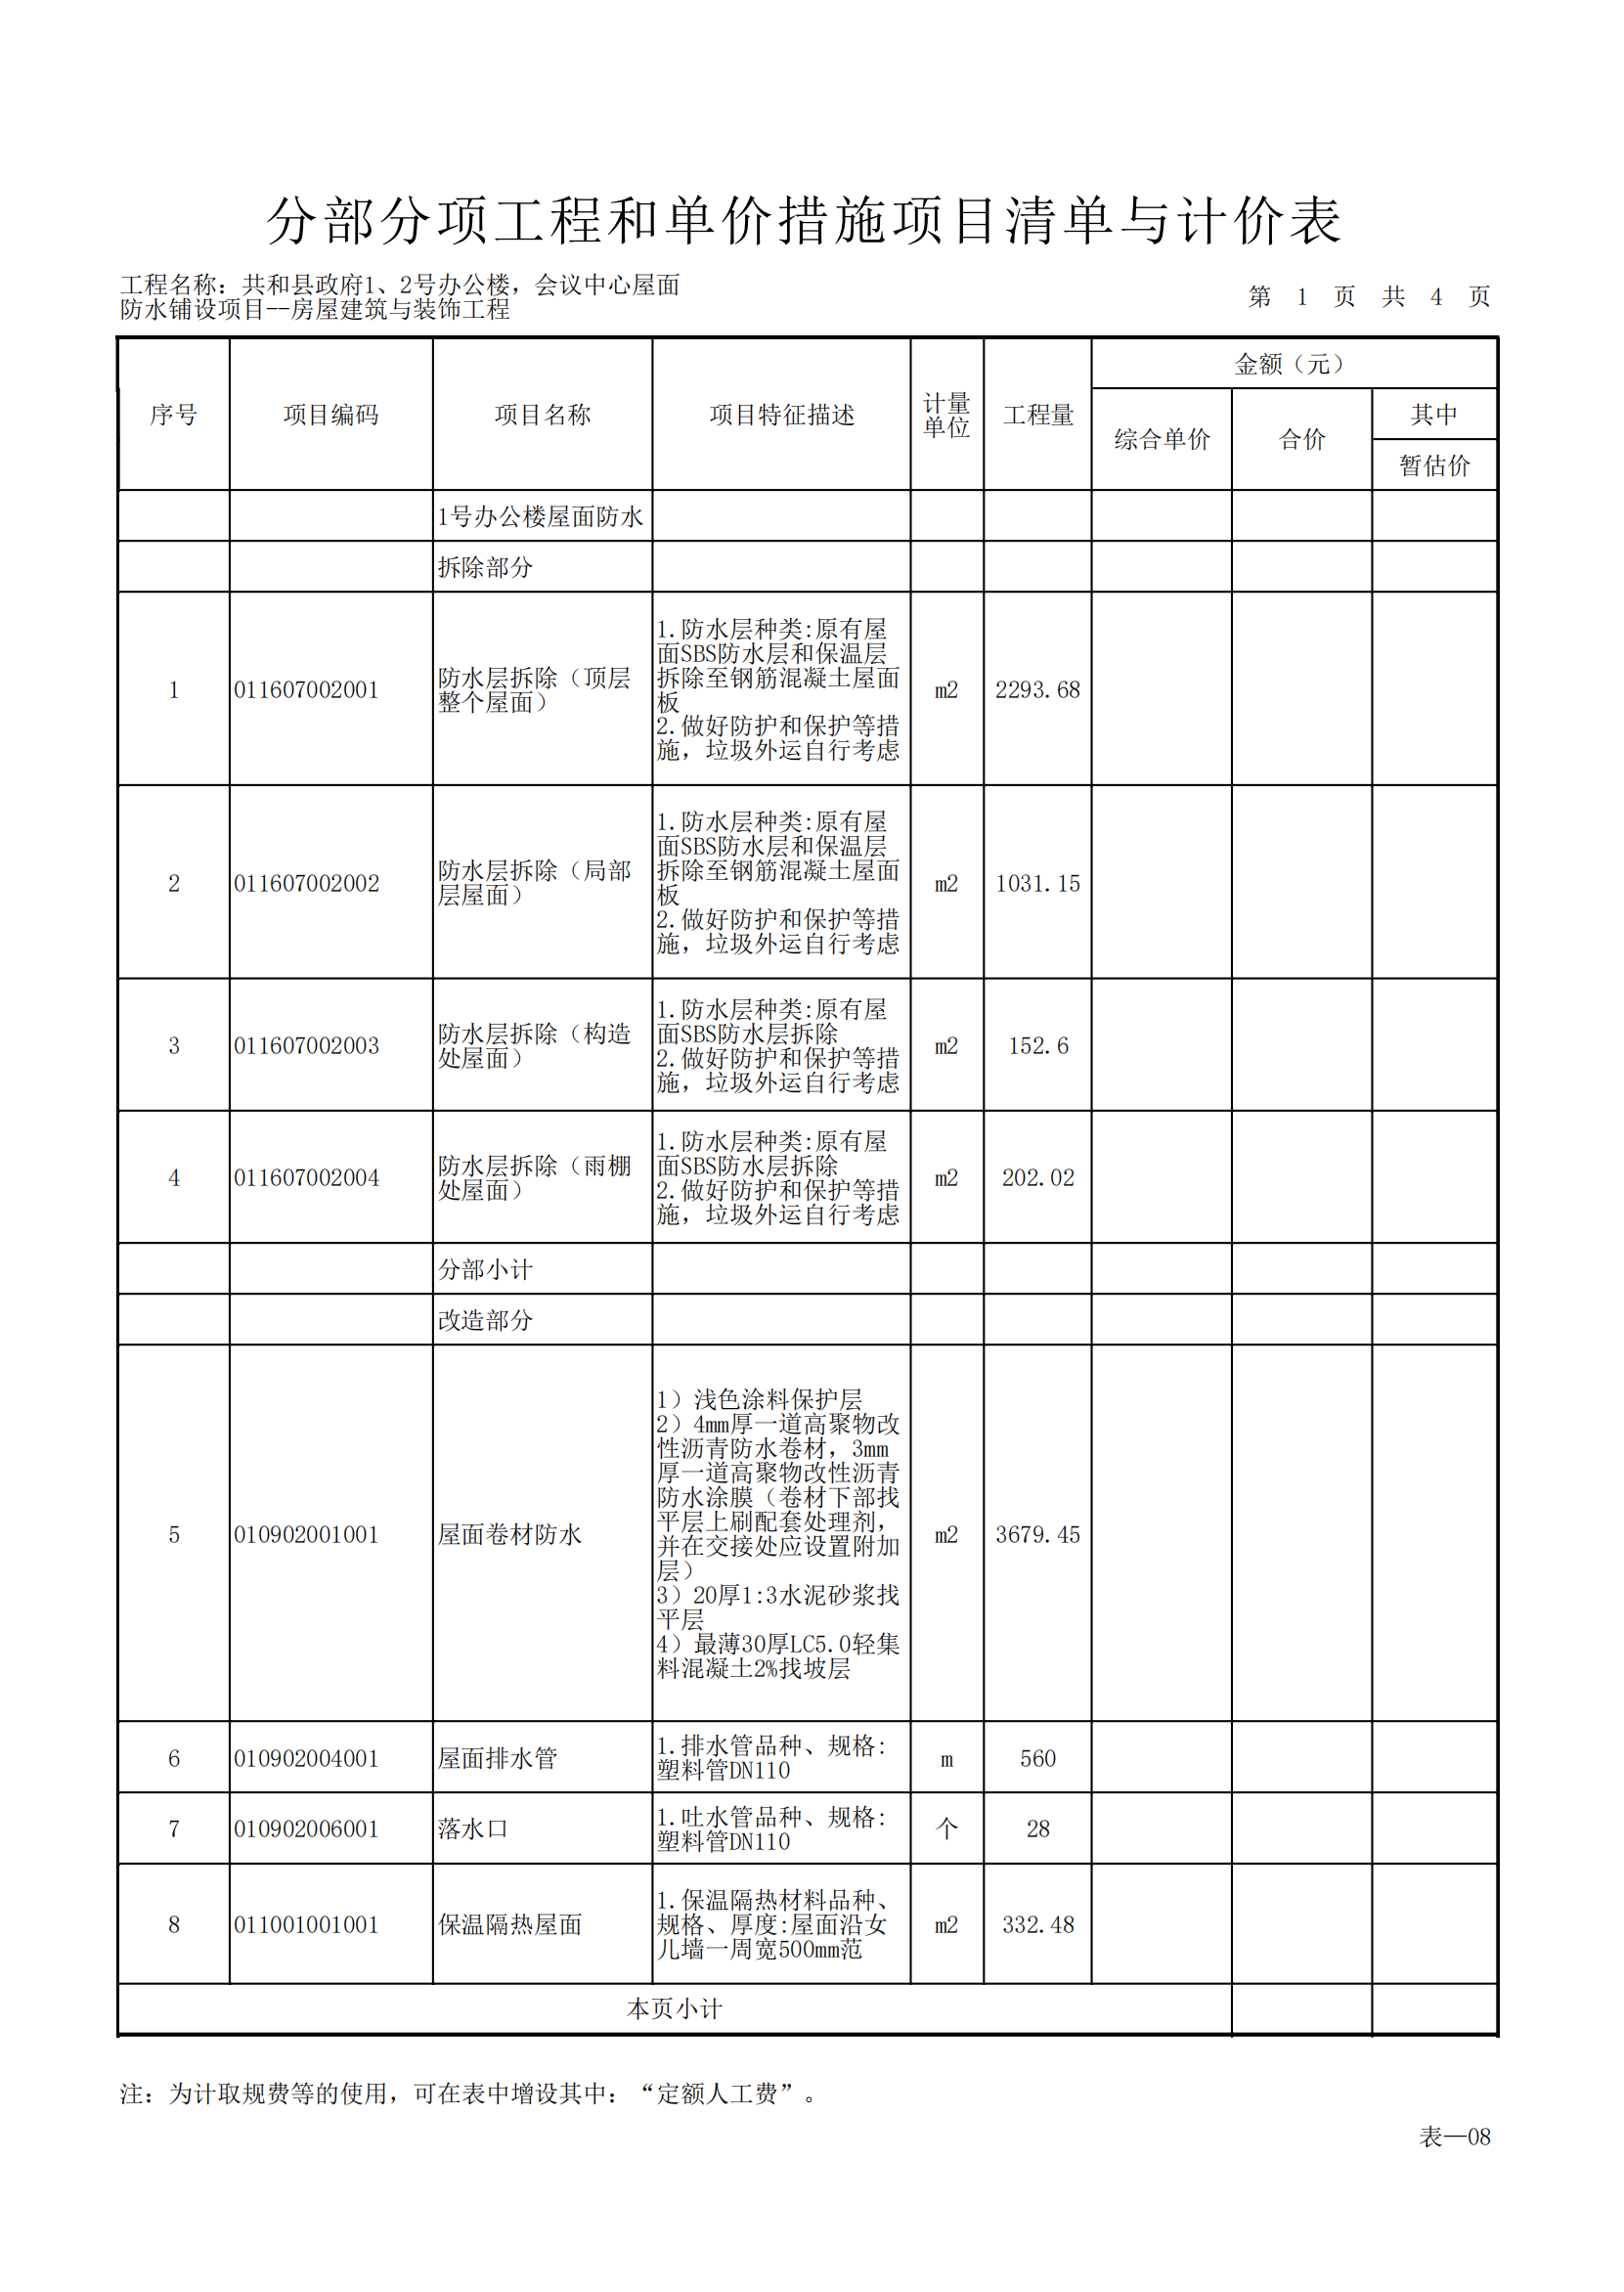 分部分项工程和单价措施项目清单与计价表
工程名称：共和县政府1、2号办公楼，会议中心屋面
防水铺设项目——房屋建筑与装饰工程
第 1 页 共 4 页
序号 项目编码 项目名称 项目特征描述 计量单位 工程量 金额（元）
综合单价 合价 其中
暂估价
1号办公楼屋面防水
拆除部分
1 011607002001 防水层拆除（顶层
整个屋面）
1.防水层种类:原有屋
面SBS防水层和保温层
拆除至钢筋混凝土屋面
板
2.做好防护和保护等措
施，垃圾外运自行考虑
m2 2293.68
2 011607002002 防水层拆除（局部
层屋面）
1.防水层种类:原有屋
面SBS防水层和保温层
拆除至钢筋混凝土屋面
板
2.做好防护和保护等措
施，垃圾外运自行考虑
m2 1031.15
3 011607002003 防水层拆除（构造
处屋面）
1.防水层种类:原有屋
面SBS防水层拆除
2.做好防护和保护等措
施，垃圾外运自行考虑
m2 152.6
4 011607002004 防水层拆除（雨棚
处屋面）
1.防水层种类:原有屋
面SBS防水层拆除
2.做好防护和保护等措
施，垃圾外运自行考虑
m2 202.02
分部小计
改造部分
5 010902001001 屋面卷材防水
1）浅色涂料保护层
2）4mm厚一道高聚物改
性沥青防水卷材，3mm
厚一道高聚物改性沥青
防水涂膜（卷材下部找
平层上刷配套处理剂，
并在交接处应设置附加
层）
3）20厚1:3水泥砂浆找
平层
4）最薄30厚LC5.0轻集
料混凝土2%找坡层
m2 3679.45
6 010902004001 屋面排水管
1.排水管品种、规格:
塑料管DN110
m 560
7 010902006001 落水口
1.吐水管品种、规格:
塑料管DN110
个 28
8 011001001001 保温隔热屋面
1.保温隔热材料品种、
规格、厚度:屋面沿女
儿墙一周宽500mm范
m2 332.48
本页小计
注：为计取规费等的使用，可在表中增设其中：“定额人工费”。
表—08